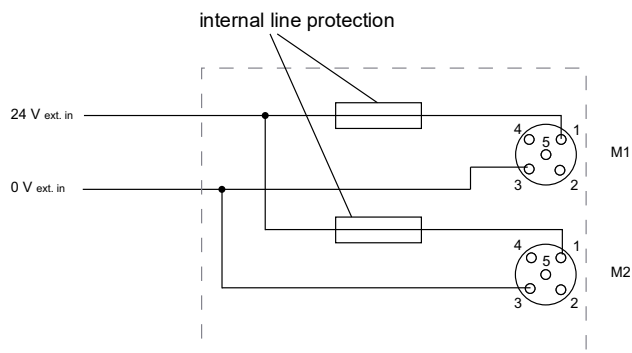 internal line protection
24 V ext. in
4
1
5
3
2
M1
0 V ext. in
4
1
5
3
2
M2